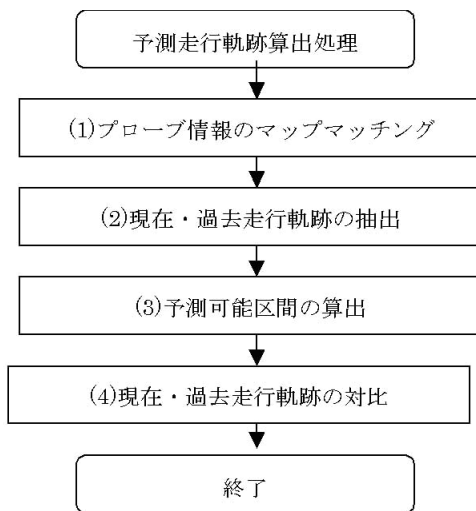 予測走行軌跡算出処理
(1)プローブ情報のマップマッチング
(2)現在・過去走行軌跡の抽出
(3)予測可能区間の算出
(4)現在・過去走行軌跡の対比
終了